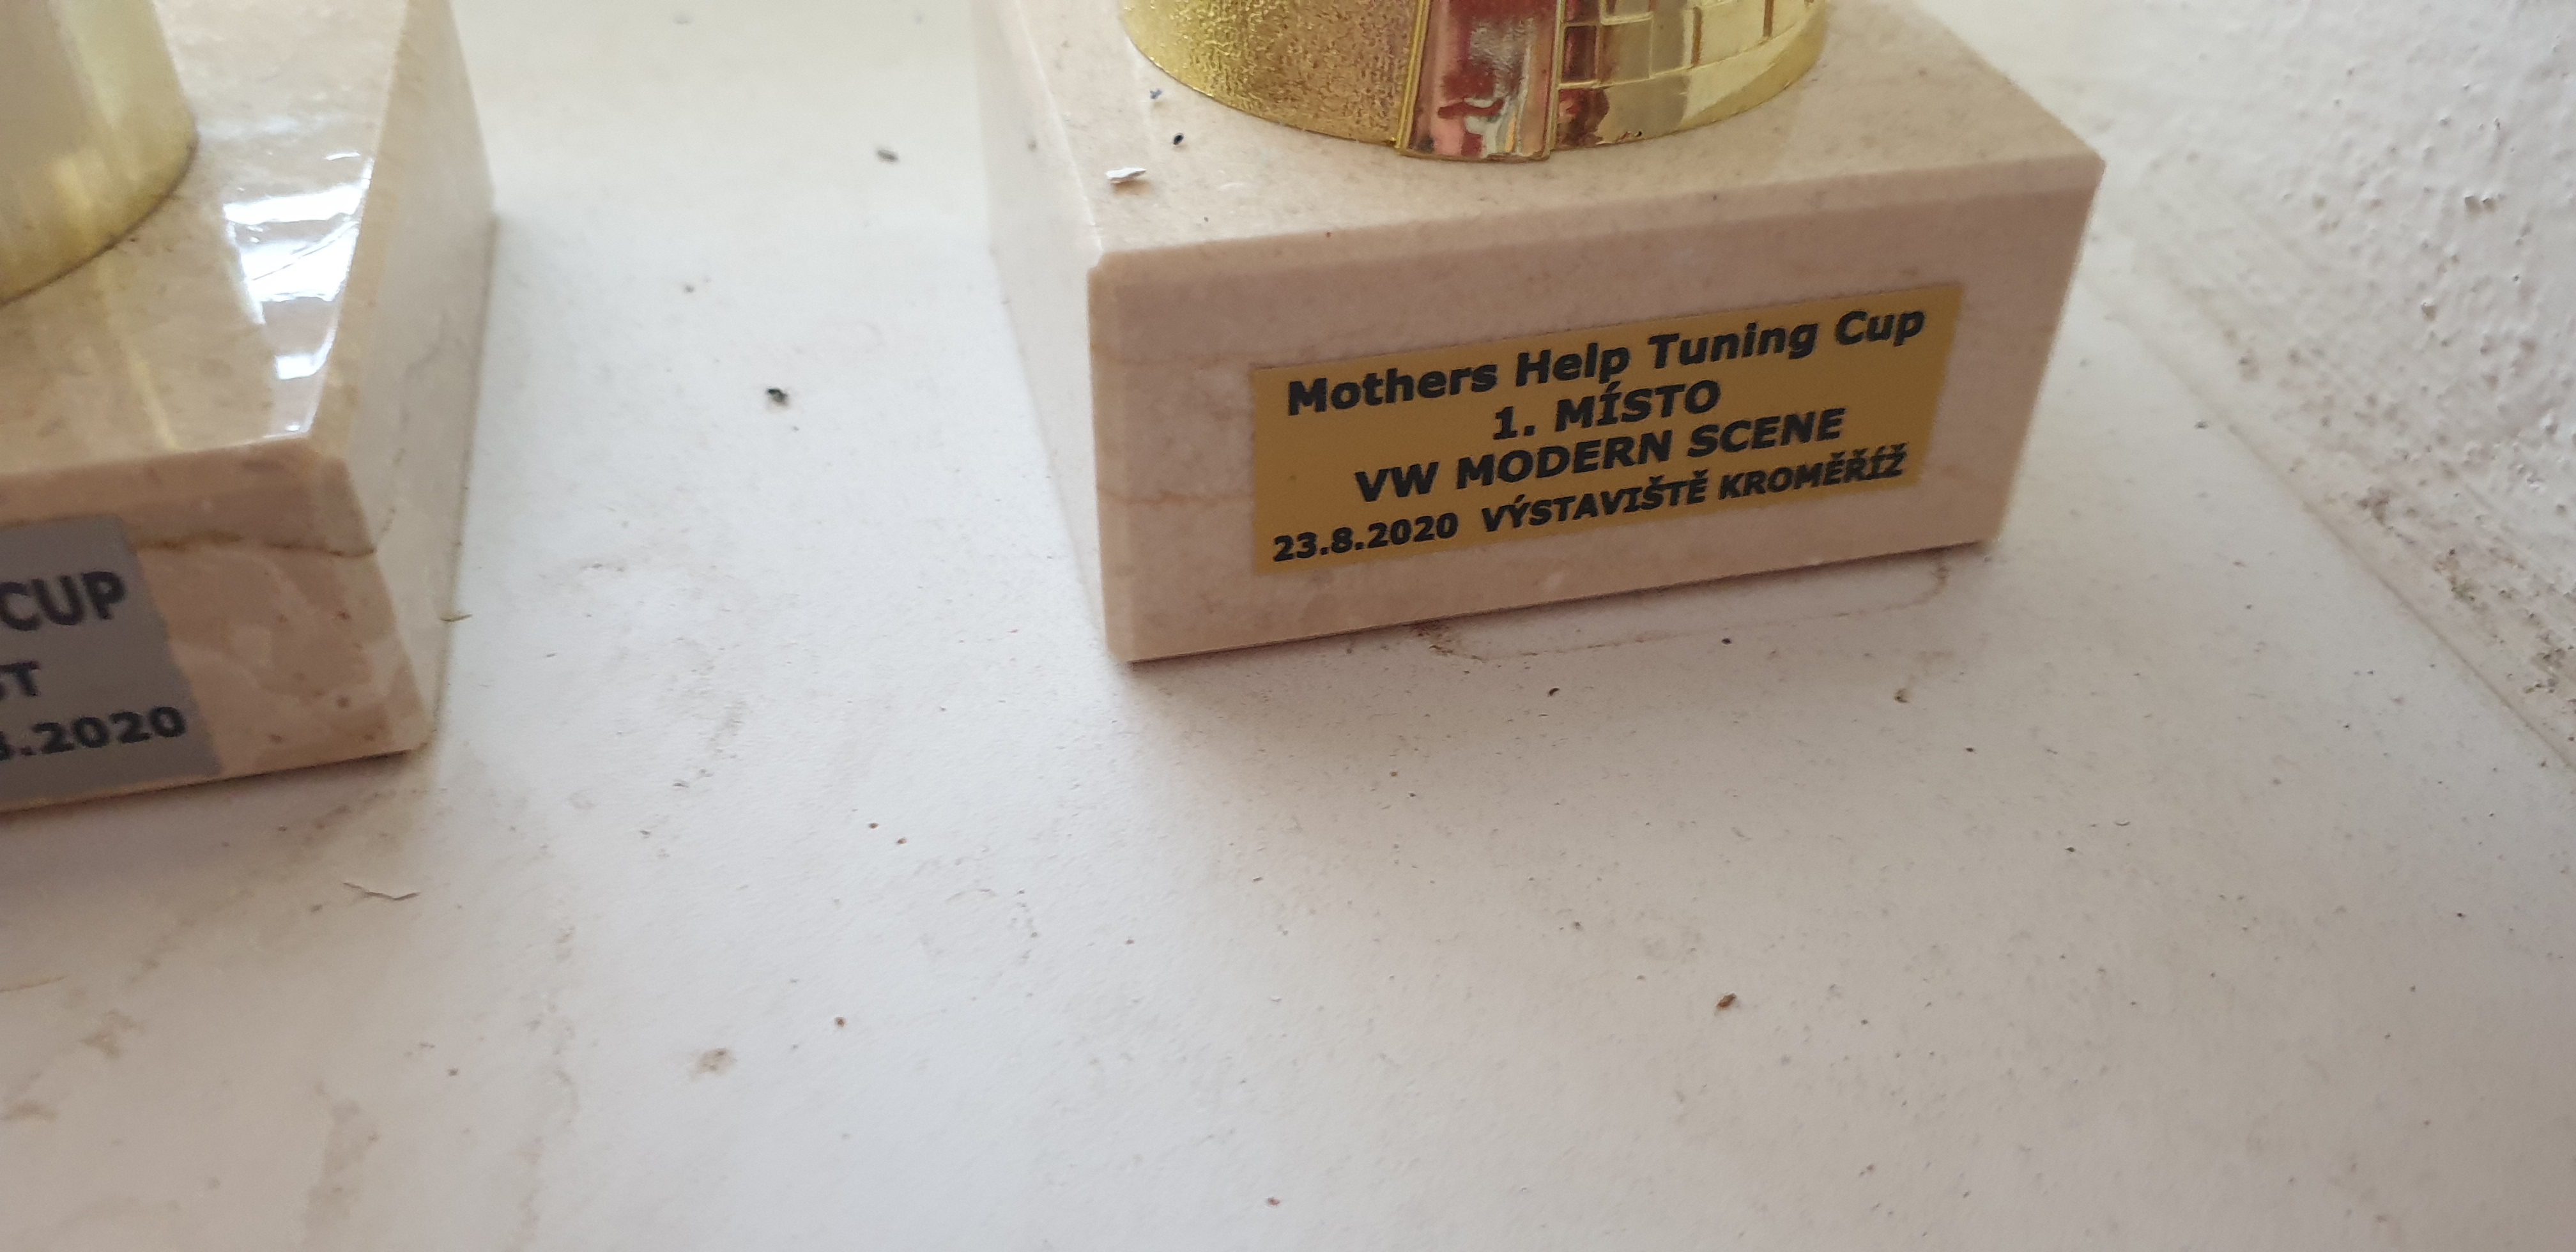 Mothers Help Tuning Cup
1. MÍSTO
VW MODERN SCENE
23.8.2020 VÝSTAVIŠTĚ KROMĚŘÍŽ
CUP
.2020